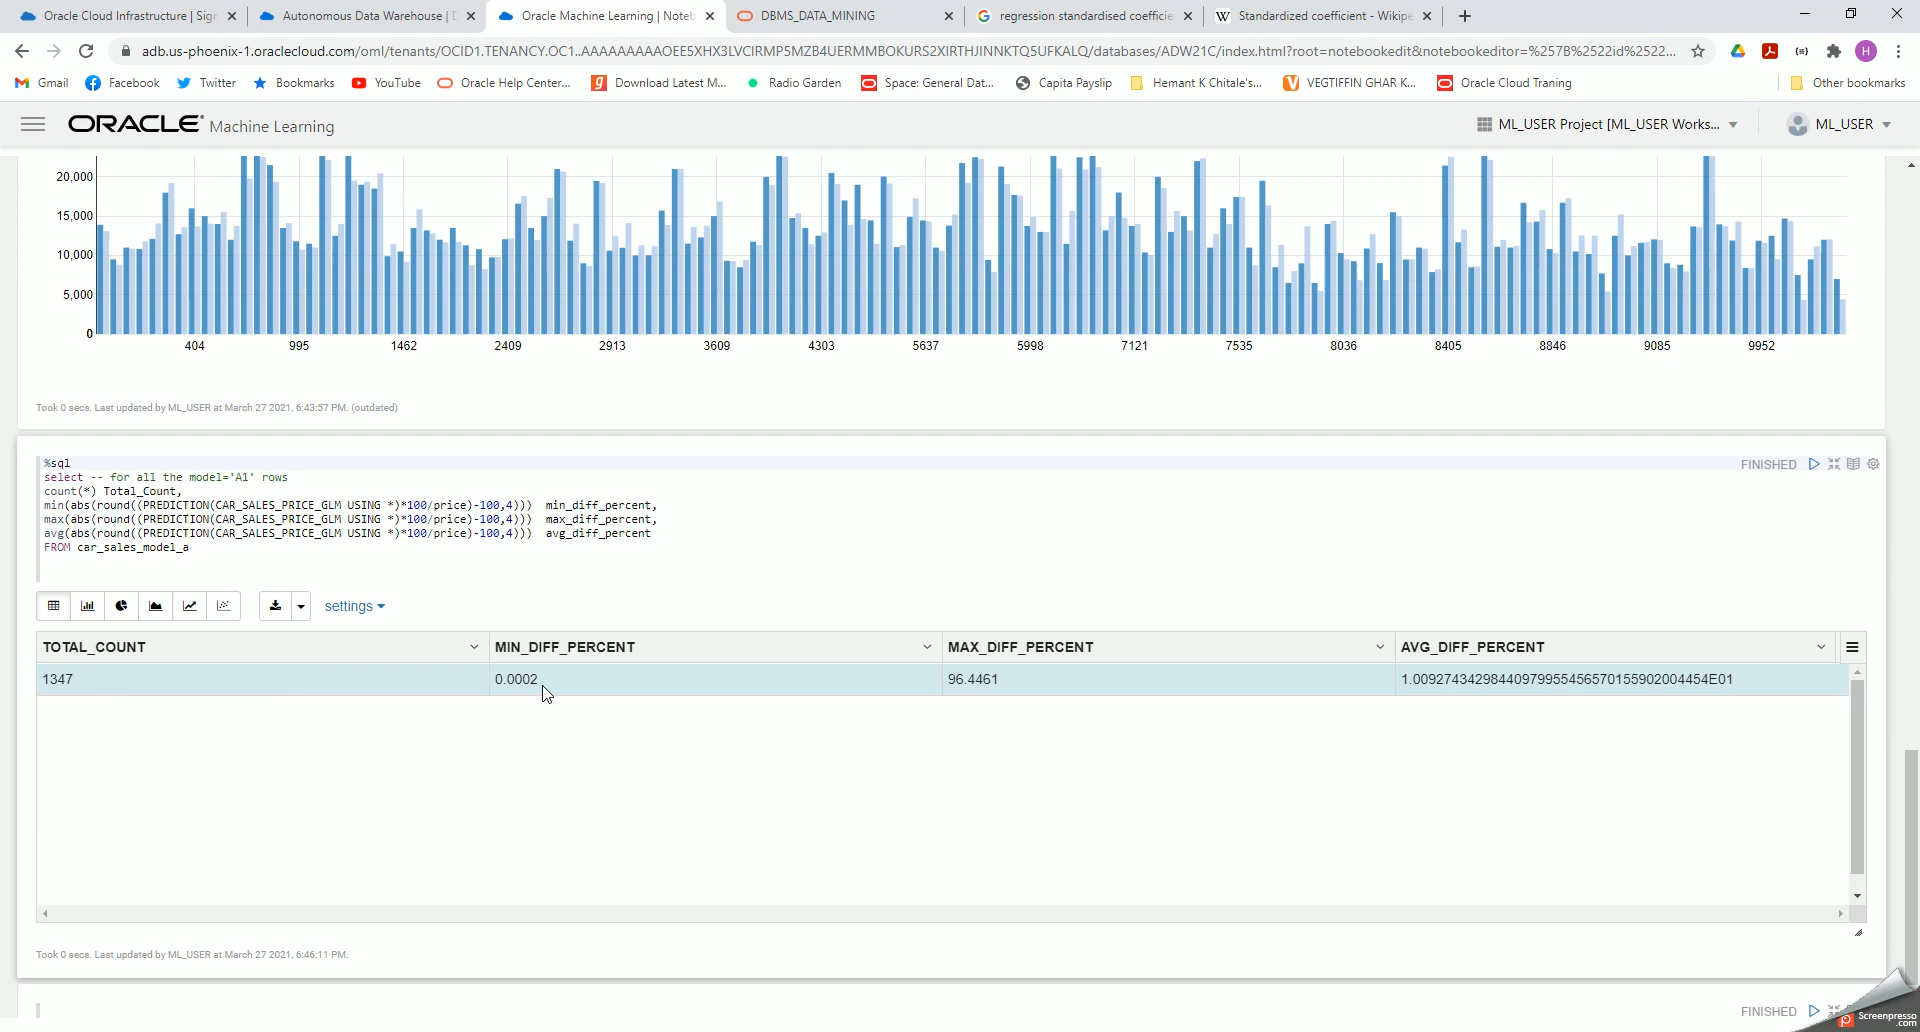 Oracle Cloud Infrastructure | Sign
Autonomous Data Warehouse |
Oracle Machine Learning | Noteb
DBMS_DATA_MINING
regression standardised coefficie
Standardized coefficient - Wikipe
adb.us-phoenix-1.oraclecloud.com/oml/tenants/OCID1.TENANCY.OC1..AAAAAAAAAOEE5XHX3LVCIRMP5MZB4UERMMBOKURS2XIRTHJINNKTQ5UFKALQ/databases/ADW21C/index.html?root=notebookedit&notebookeditor=%257B%2522id%2522...
H
Gmail
Facebook
Twitter
Bookmarks
YouTube
Oracle Help Center...
Download Latest M...
Radio Garden
Space: General Dat...
Capita Payslip
Hemant K Chitale's...
VEGTIFFIN GHAR K...
Oracle Cloud Traning
Other bookmarks
ORACLE Machine Learning
ML_USER Project [ML_USER Works...
ML_USER
20,000
15,000
10,000
5,000
0
404 995 1462 2409 2913 3609 4303 5637 5998 7121 7535 8036 8405 8846 9085 9952
Took 0 secs. Last updated by ML_USER at March 27 2021, 6:43:57 PM. (outdated)
%sql
FINISHED
select -- for all the model='A1' rows
count(*) Total_Count,
min(abs(round((PREDICTION(CAR_SALES_PRICE_GLM USING *)*100/price)-100,4))) min_diff_percent,
max(abs(round((PREDICTION(CAR_SALES_PRICE_GLM USING *)*100/price)-100,4))) max_diff_percent,
avg(abs(round((PREDICTION(CAR_SALES_PRICE_GLM USING *)*100/price)-100,4))) avg_diff_percent
FROM car_sales_model_a
settings
TOTAL_COUNT MIN_DIFF_PERCENT MAX_DIFF_PERCENT AVG_DIFF_PERCENT
1347 0.0002 96.4461 1.00927434298440979955456570155902004454E01
Took 0 secs. Last updated by ML_USER at March 27 2021, 6:46:11 PM.
FINISHED
Screenpresso
.com